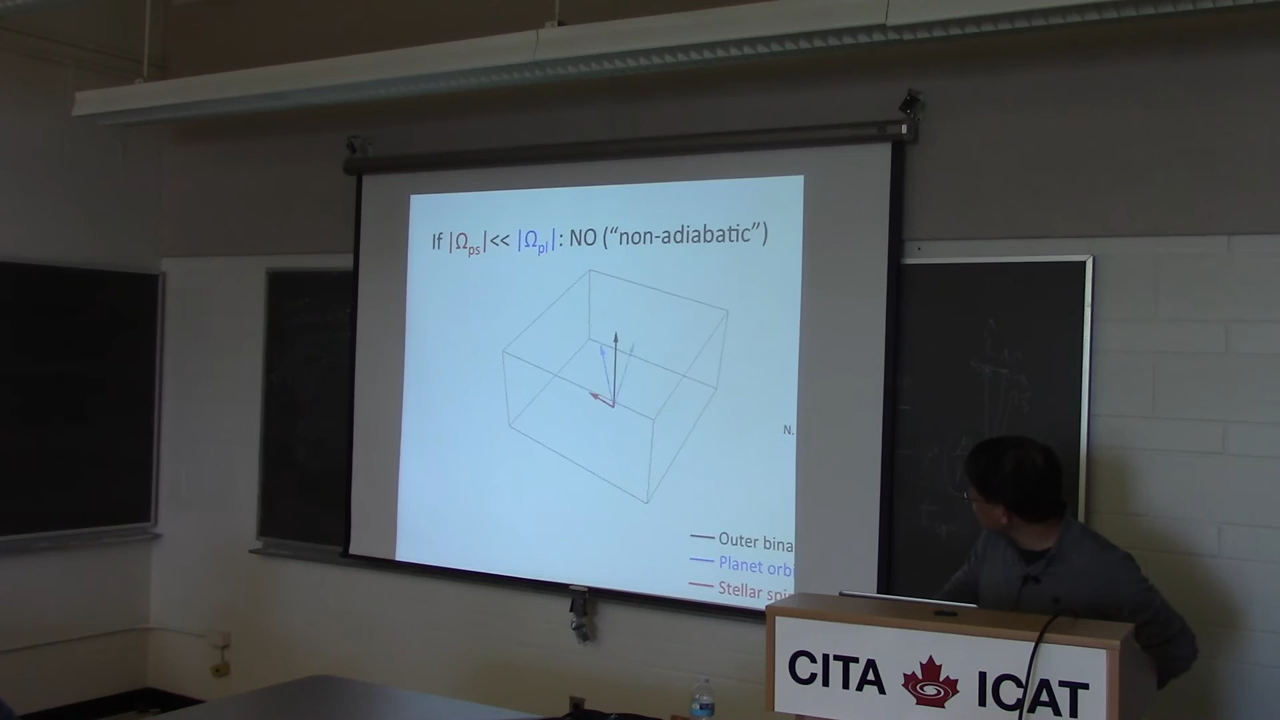 If |Ωps|<< |Ωpl|: NO (“non-adiabatic”)
N.
Outer bina
Planet orb
Stellar spi
CITA ICAT